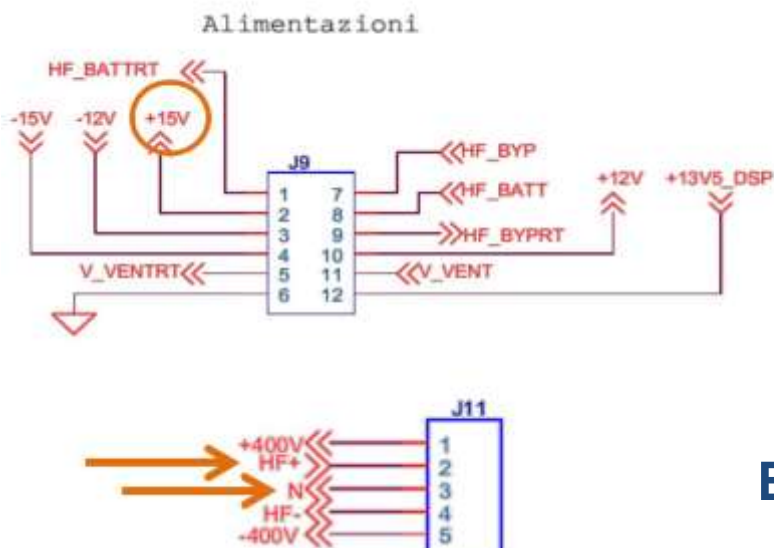 Alimentazioni
HF_BATTRT
-15V -12V +15V
J9
HF_BYP
HF_BATT
+12V +13V5_DSP
HF_BYPRT
V_VENTRT
V_VENT
1 7
2 8
3 9
4 10
5 11
6 12
J11
+400V 1
HF+ 2
N 3
HF- 4
-400V 5